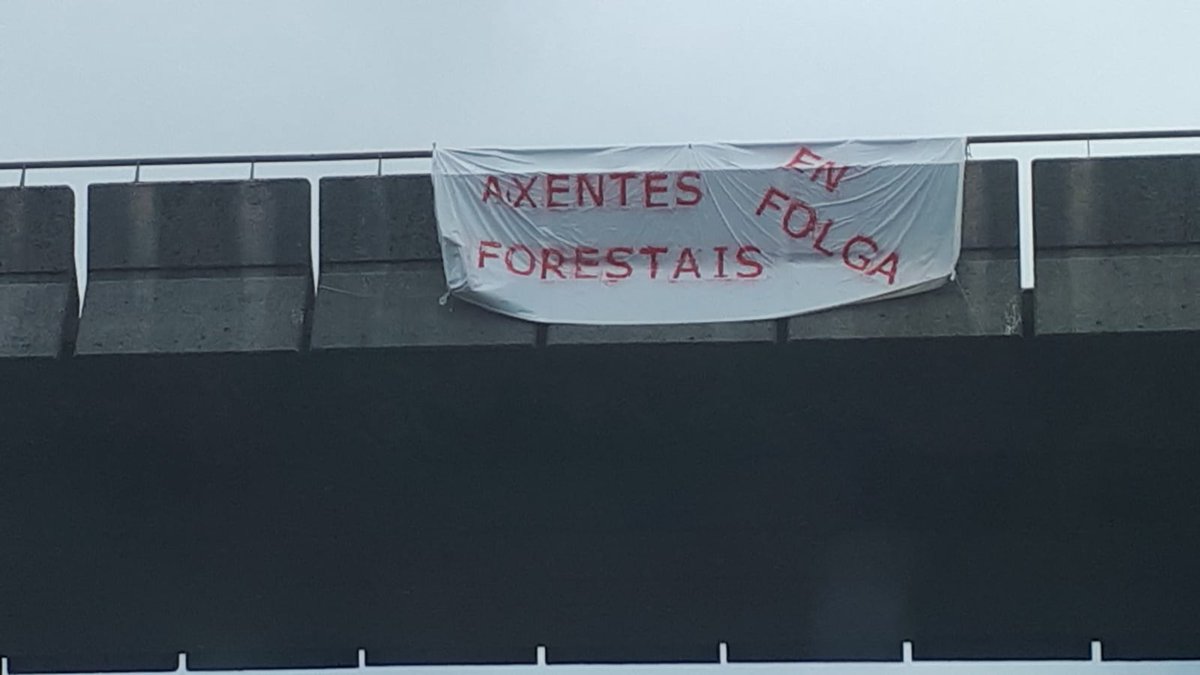 AXENTES
FORESTAIS
EN
FOLGA